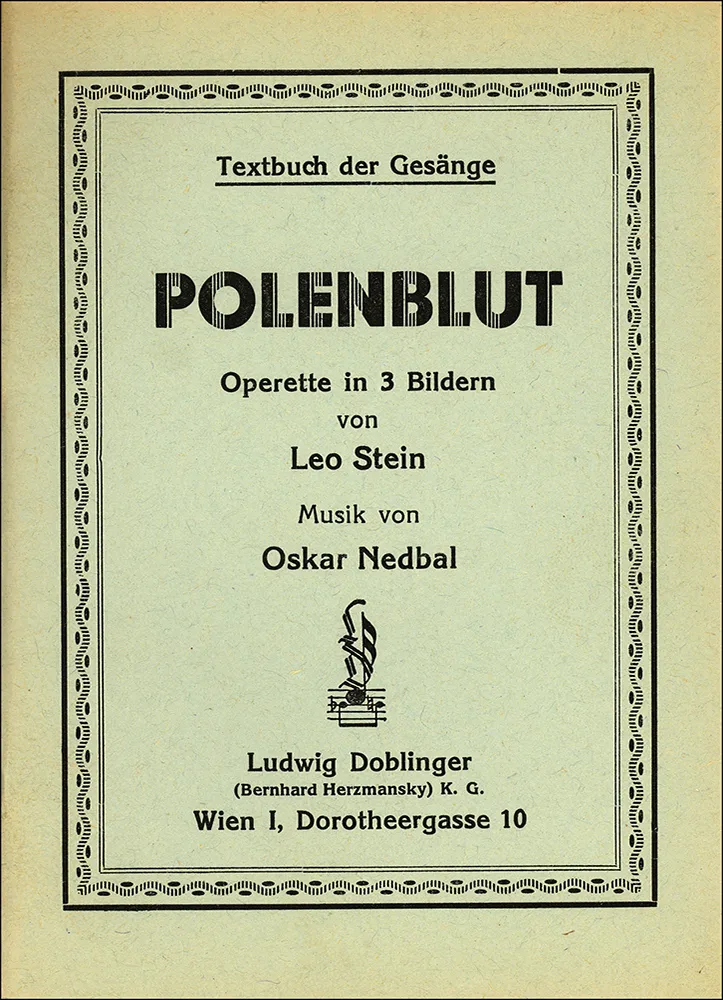 Textbuch der Gesänge
POLENBLUT
Operette in 3 Bildern
von
Leo Stein
Musik von
Oskar Nedbal
Ludwig Doblinger
(Bernhard Herzmansky) K. G.
Wien I, Dorotheergasse 10